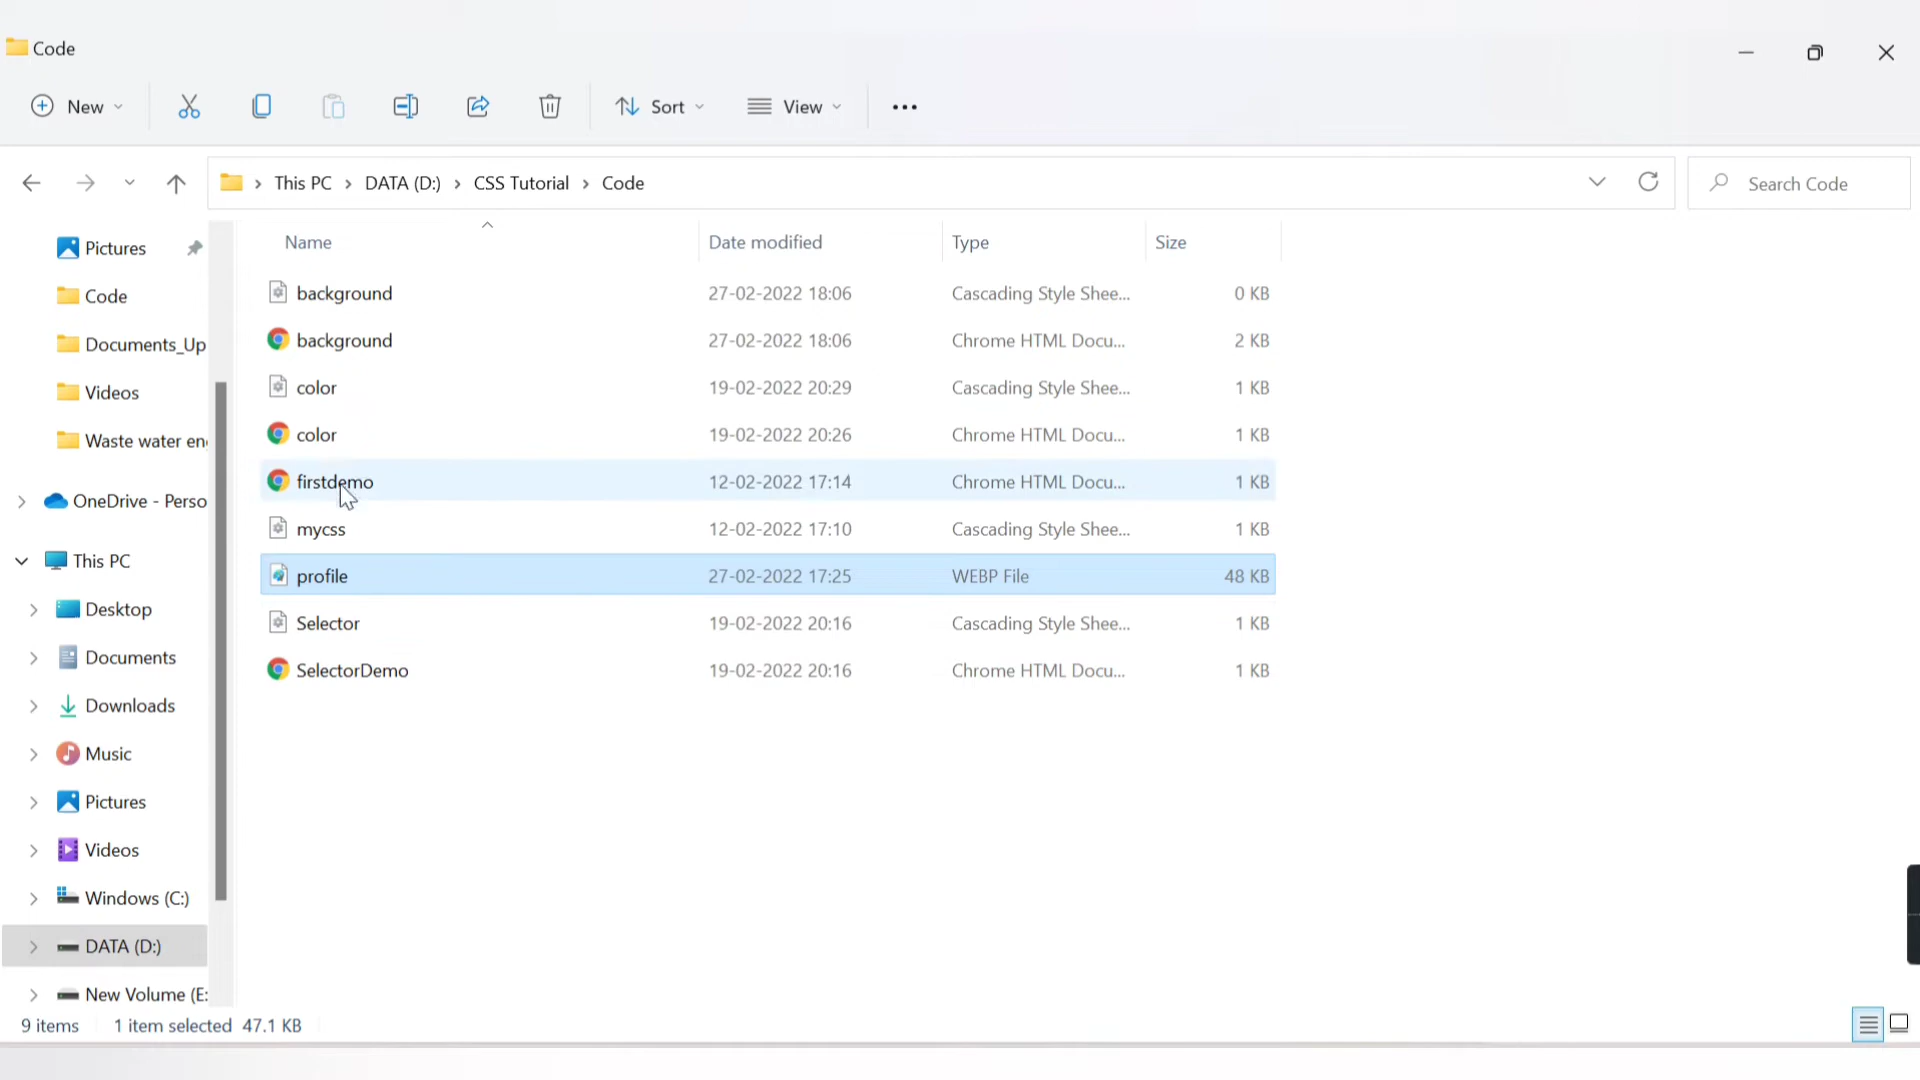 Code
New
Sort
View
This PC > DATA (D:) > CSS Tutorial > Code
Search Code
Pictures
Code
Documents_Up
Videos
Waste water en
OneDrive - Perso
This PC
Desktop
Documents
Downloads
Music
Pictures
Videos
Windows (C:)
DATA (D:)
New Volume (E:
Name Date modified Type Size
background 27-02-2022 18:06 Cascading Style Shee... 0 KB
background 27-02-2022 18:06 Chrome HTML Docu... 2 KB
color 19-02-2022 20:29 Cascading Style Shee... 1 KB
color 19-02-2022 20:26 Chrome HTML Docu... 1 KB
firstdemo 12-02-2022 17:14 Chrome HTML Docu... 1 KB
mycss 12-02-2022 17:10 Cascading Style Shee... 1 KB
profile 27-02-2022 17:25 WEBP File 48 KB
Selector 19-02-2022 20:16 Cascading Style Shee... 1 KB
SelectorDemo 19-02-2022 20:16 Chrome HTML Docu... 1 KB
9 items 1 item selected 47.1 KB